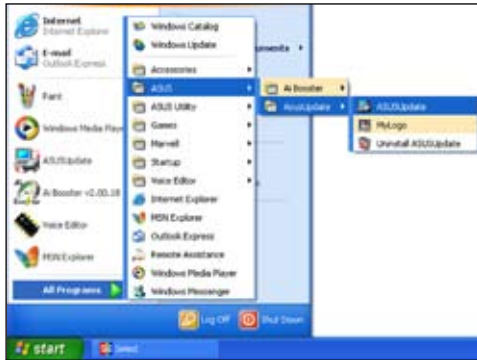 Internet
Internet Explorer
E-mail
Outlook Express
Paint
Windows Media Play
ASUSUpdate
Ai Booster v2.00.18
Voice Editor
MSN Explorer
All Programs
Windows Catalog
Windows Update
Accessories
ASUS
ASUS Utility
Games
Marvell
Startup
Voice Editor
Internet Explorer
MSN Explorer
Outlook Express
Remote Assistance
Windows Media Player
Windows Messenger
uments
Ai Booster
AsusUpdate
ASUSUpdate
MyLogo
Uninstall ASUSUpdate
Log Off
Shut Down
start